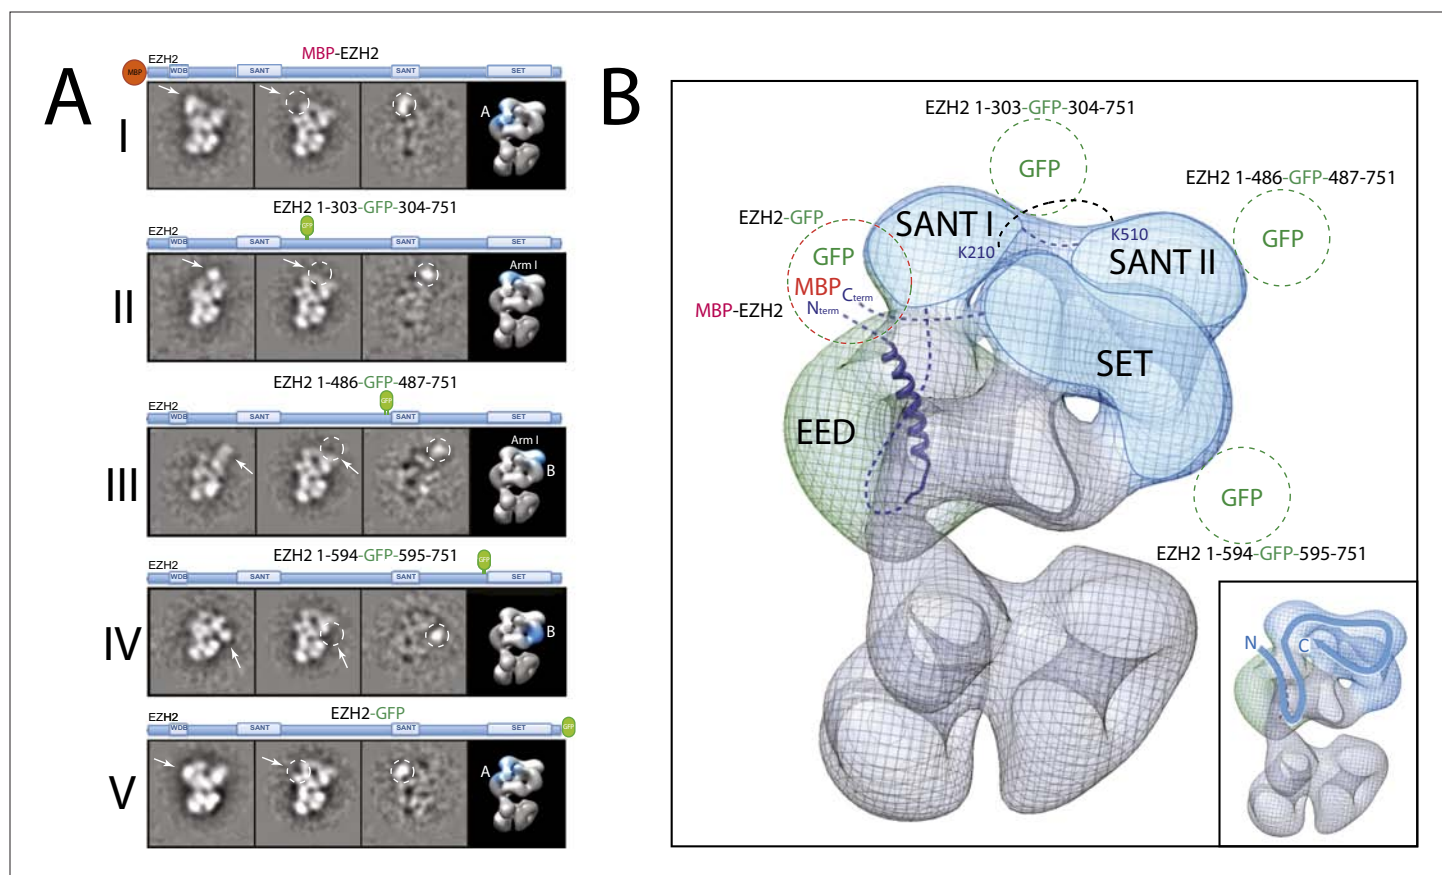 A
MBP-EZH2
EZH2
MBP
WDB
SANT
SANT
SET
I
A
EZH2 1-303-GFP-304-751
GFP
EZH2
WDB
SANT
SANT
SET
II
Arm I
EZH2 1-486-GFP-487-751
GFP
EZH2
WDB
SANT
SANT
SET
III
Arm I
B
EZH2 1-594-GFP-595-751
GFP
EZH2
WDB
SANT
SANT
SET
IV
B
EZH2-GFP
EZH2
WDB
SANT
SANT
SET
GFP
V
A
B
EZH2 1-303-GFP-304-751
GFP
EZH2 1-486-GFP-487-751
GFP
EZH2-GFP
SANT I
K210
K510
SANT II
GFP
MBP
Cterm
Nterm
MBP-EZH2
SET
EED
GFP
EZH2 1-594-GFP-595-751
N
C